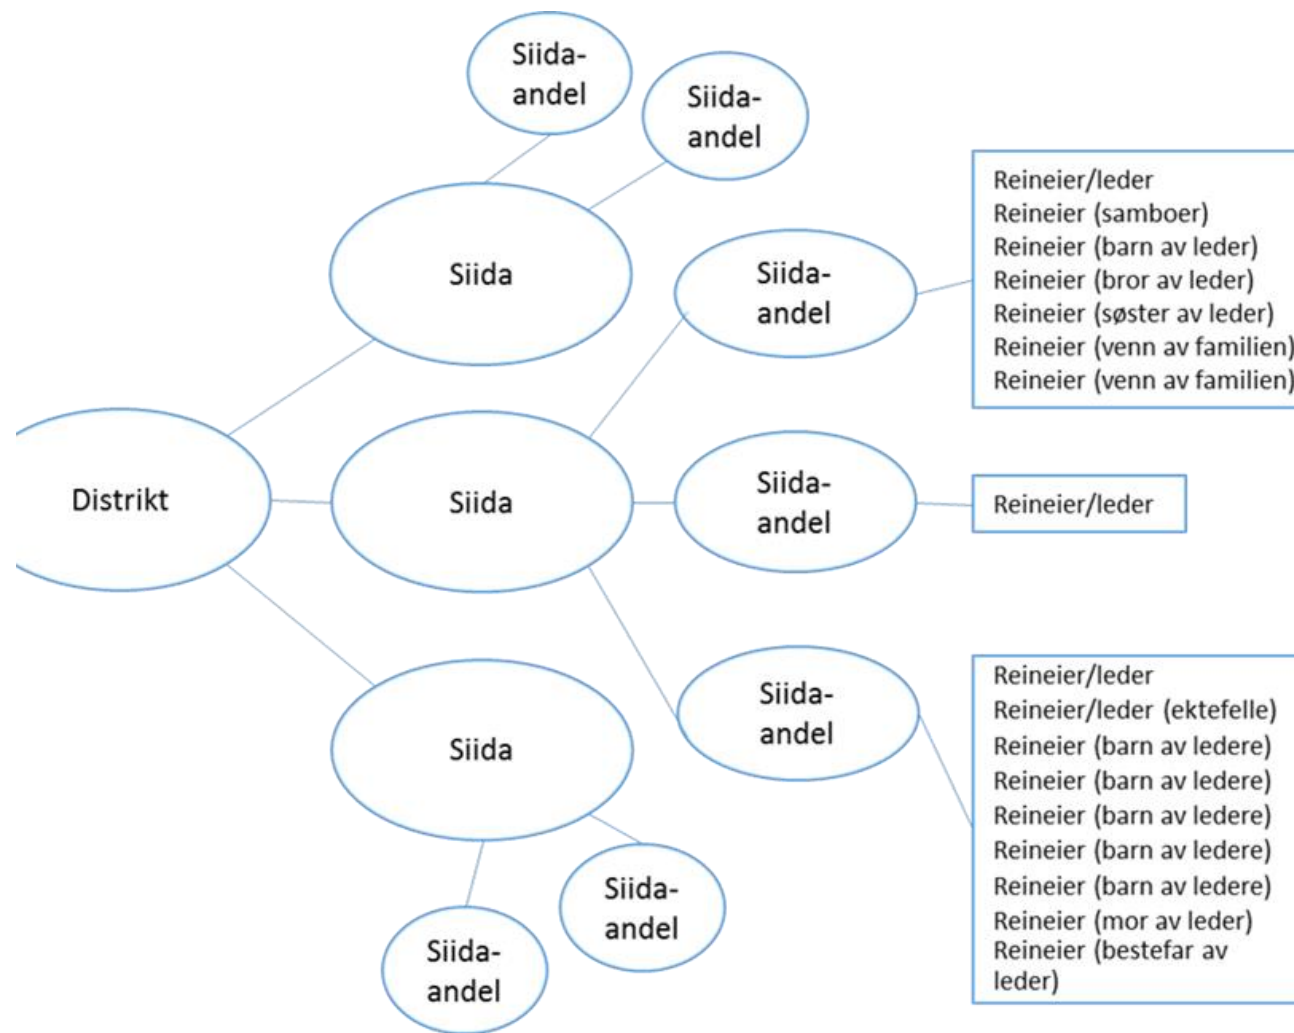 Siida-
andel
Siida-
andel
Siida
Siida-
andel
Reineier/leder
Reineier (samboer)
Reineier (barn av leder)
Reineier (bror av leder)
Reineier (søster av leder)
Reineier (venn av familien)
Reineier (venn av familien)
Distrikt
Siida
Siida-
andel
Reineier/leder
Siida
Siida-
andel
Reineier/leder
Reineier/leder (ektefelle)
Reineier (barn av ledere)
Reineier (barn av ledere)
Reineier (barn av ledere)
Reineier (barn av ledere)
Reineier (barn av ledere)
Reineier (mor av leder)
Reineier (bestefar av
leder)
Siida-
andel
Siida-
andel